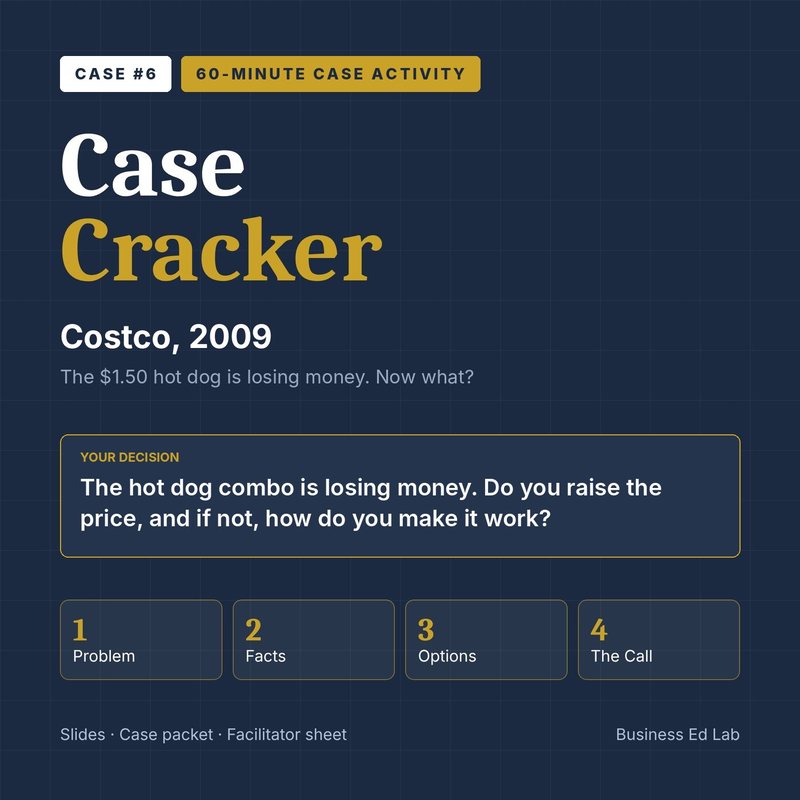 CASE #6
60-MINUTE CASE ACTIVITY
Case
Cracker
Costco, 2009
The $1.50 hot dog is losing money. Now what?
YOUR DECISION
The hot dog combo is losing money. Do you raise the
price, and if not, how do you make it work?
1
Problem
2
Facts
3
Options
4
The Call
Slides · Case packet · Facilitator sheet
Business Ed Lab